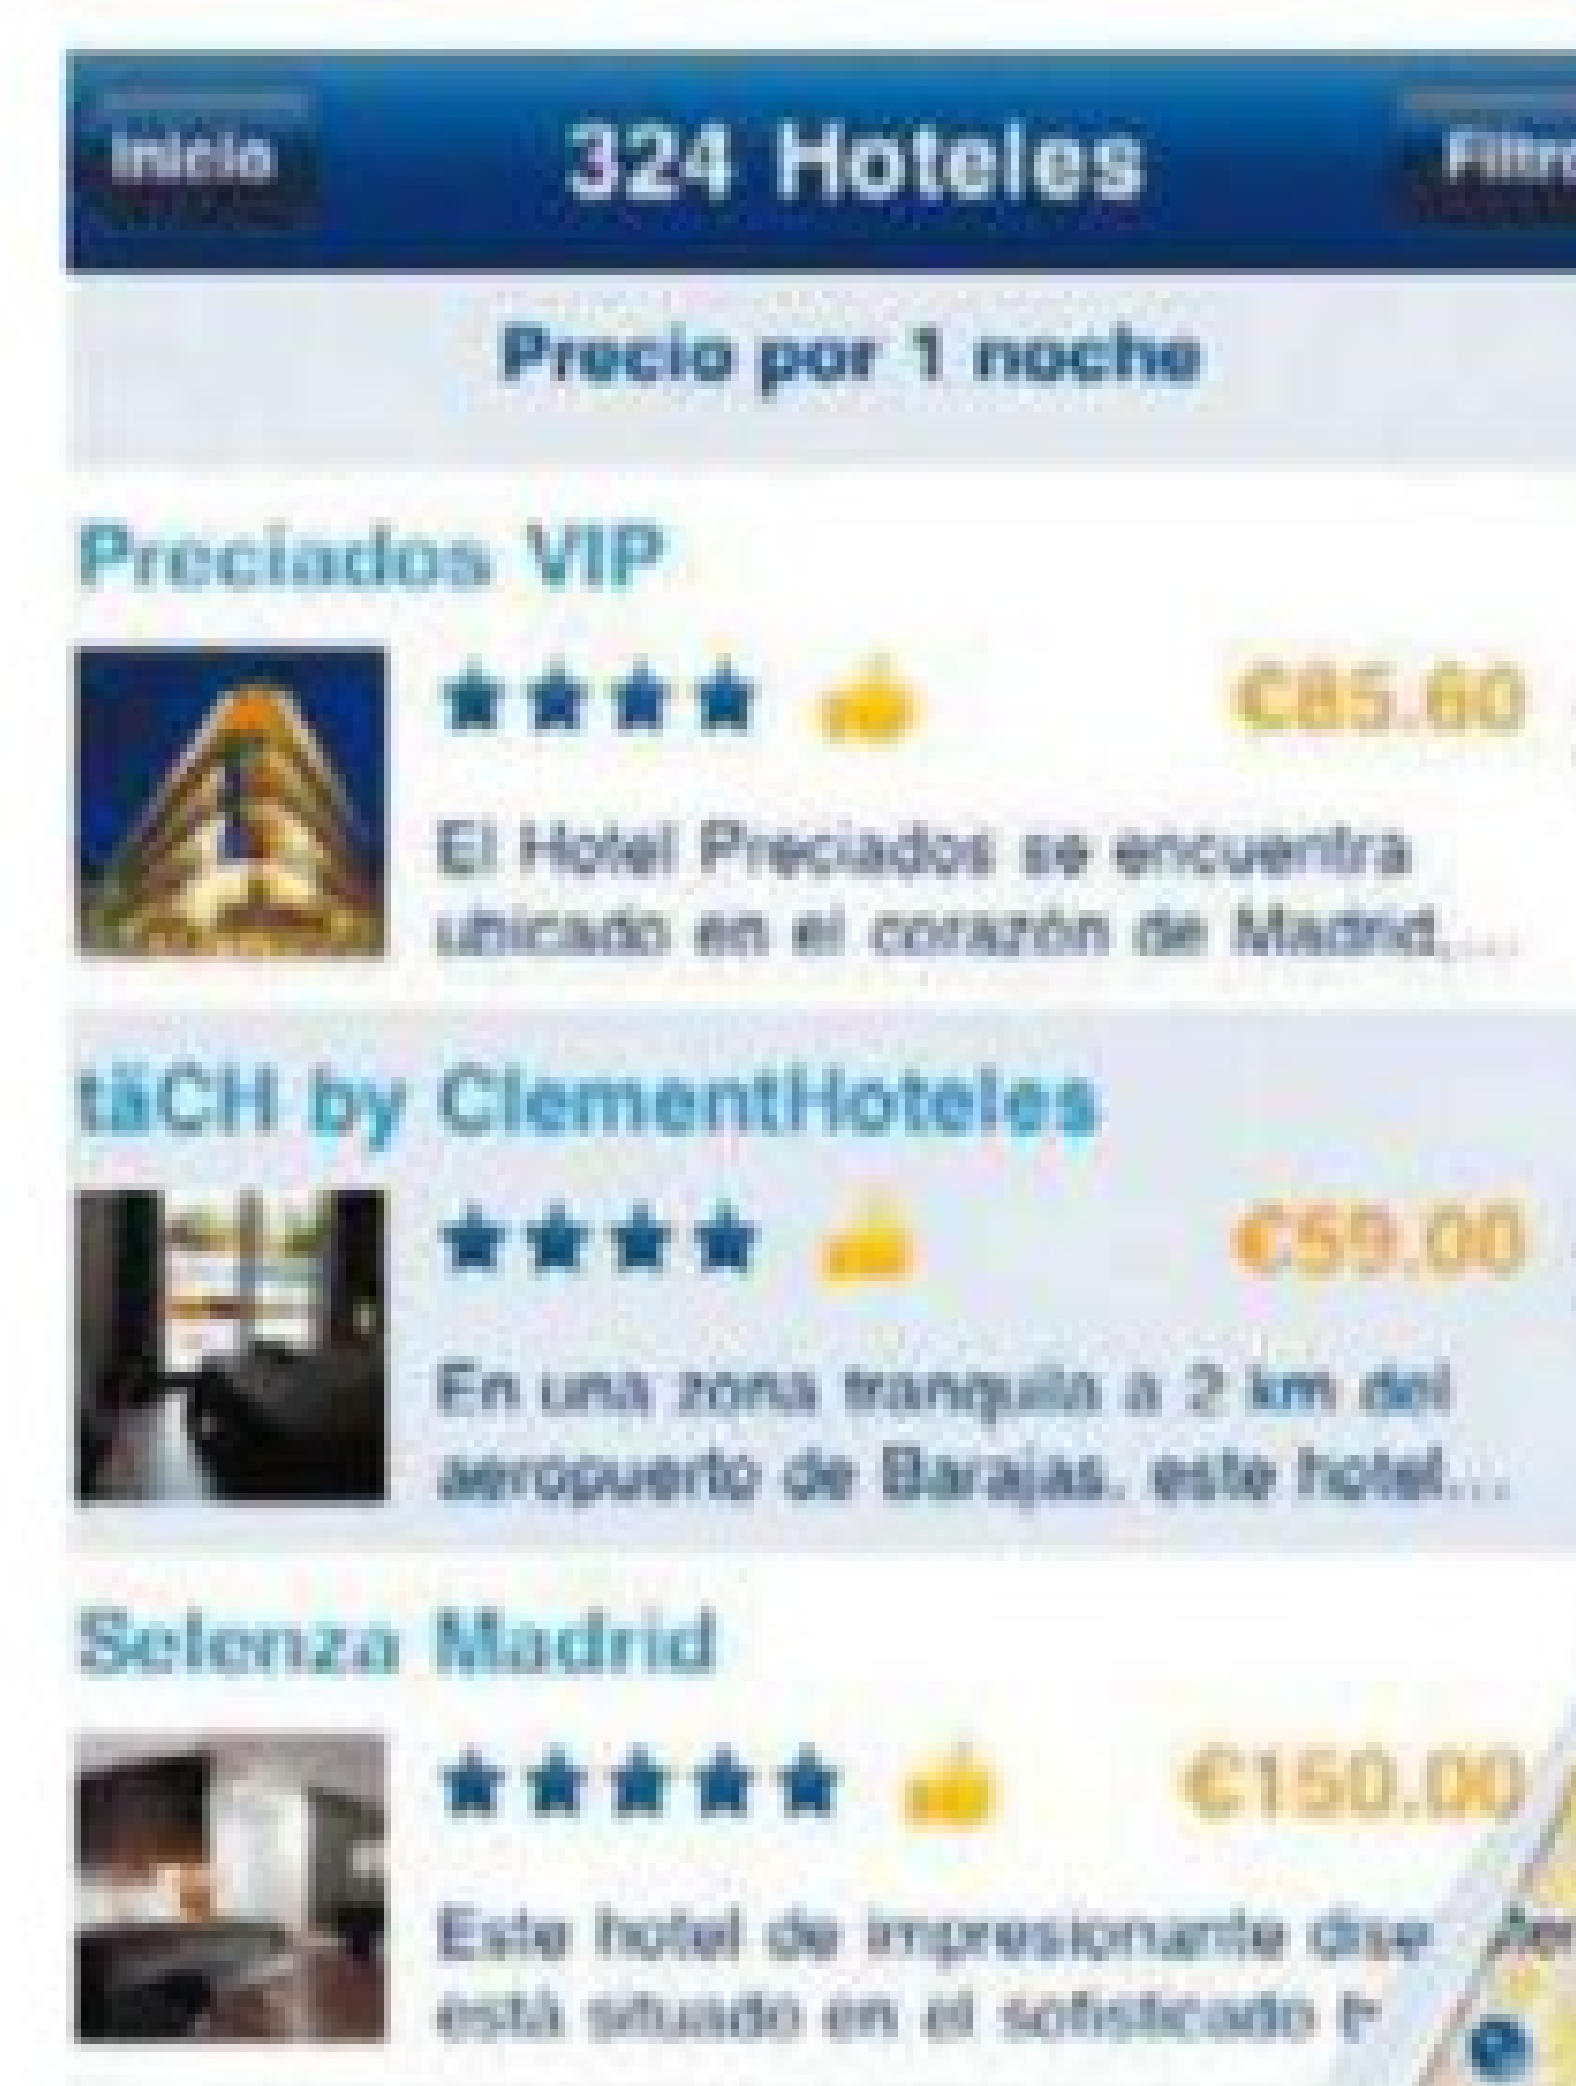 Inicio
324 Hoteles
Precio por 1 noche
Preciados VIP
€85.60
El Hotel Preciados se encuentra
ubicado en el corazón de Madrid,...
täCH by ClementHoteles
€59.00
En una zona tranquila a 2 km del
aeropuerto de Barajas, este hotel...
Selenza Madrid
€150.00
Este hotel de impresionante dise
está situado en el sofisticado